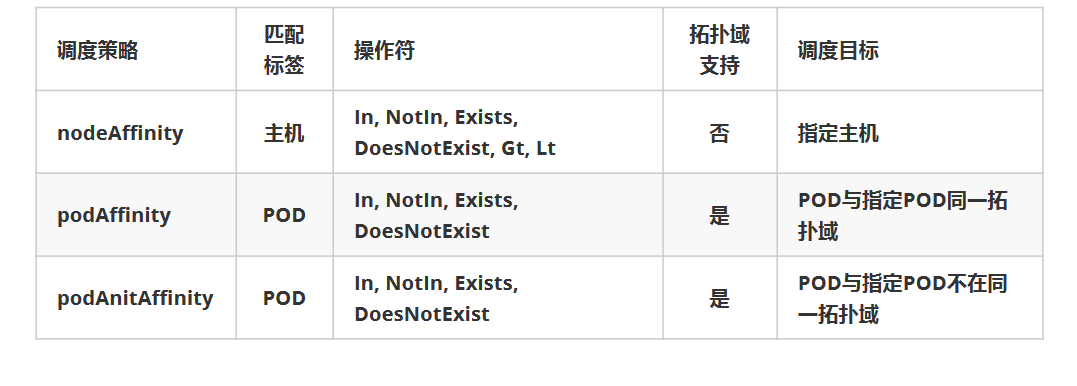 调度策略
匹配
标签
操作符
拓扑域
支持
调度目标
nodeAffinity
主机
In, NotIn, Exists,
DoesNotExist, Gt, Lt
否
指定主机
podAffinity
POD
In, NotIn, Exists,
DoesNotExist
是
POD与指定POD同一拓
扑域
podAnitAffinity
POD
In, NotIn, Exists,
DoesNotExist
是
POD与指定POD不在同
一拓扑域